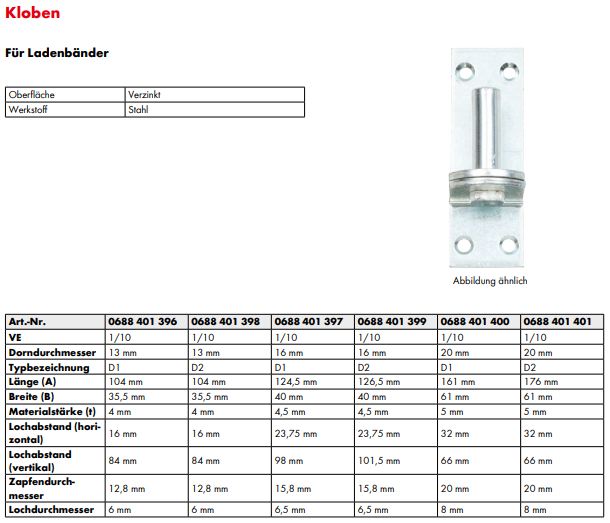 Kloben
Für Ladenbänder
Oberfläche Verzinkt
Werkstoff Stahl
Abbildung ähnlich
Art.-Nr. 0688 401 396 0688 401 398 0688 401 397 0688 401 399 0688 401 400 0688 401 401
VE 1/10 1/10 1/10 1/10 1/10 1/10
Dorndurchmesser 13 mm 13 mm 16 mm 16 mm 20 mm 20 mm
Typbezeichnung D1 D2 D1 D2 D1 D2
Länge (A) 104 mm 104 mm 124,5 mm 126,5 mm 161 mm 176 mm
Breite (B) 35,5 mm 35,5 mm 40 mm 40 mm 61 mm 61 mm
Materialstärke (t) 4 mm 4 mm 4,5 mm 4,5 mm 5 mm 5 mm
Lochabstand (hori-
zontal) 16 mm 16 mm 23,75 mm 23,75 mm 32 mm 32 mm
Lochabstand
(vertikal) 84 mm 84 mm 98 mm 101,5 mm 66 mm 66 mm
Zapfendurch-
messer 12,8 mm 12,8 mm 15,8 mm 15,8 mm 20 mm 20 mm
Lochdurchmesser 6 mm 6 mm 6,5 mm 6,5 mm 8 mm 8 mm